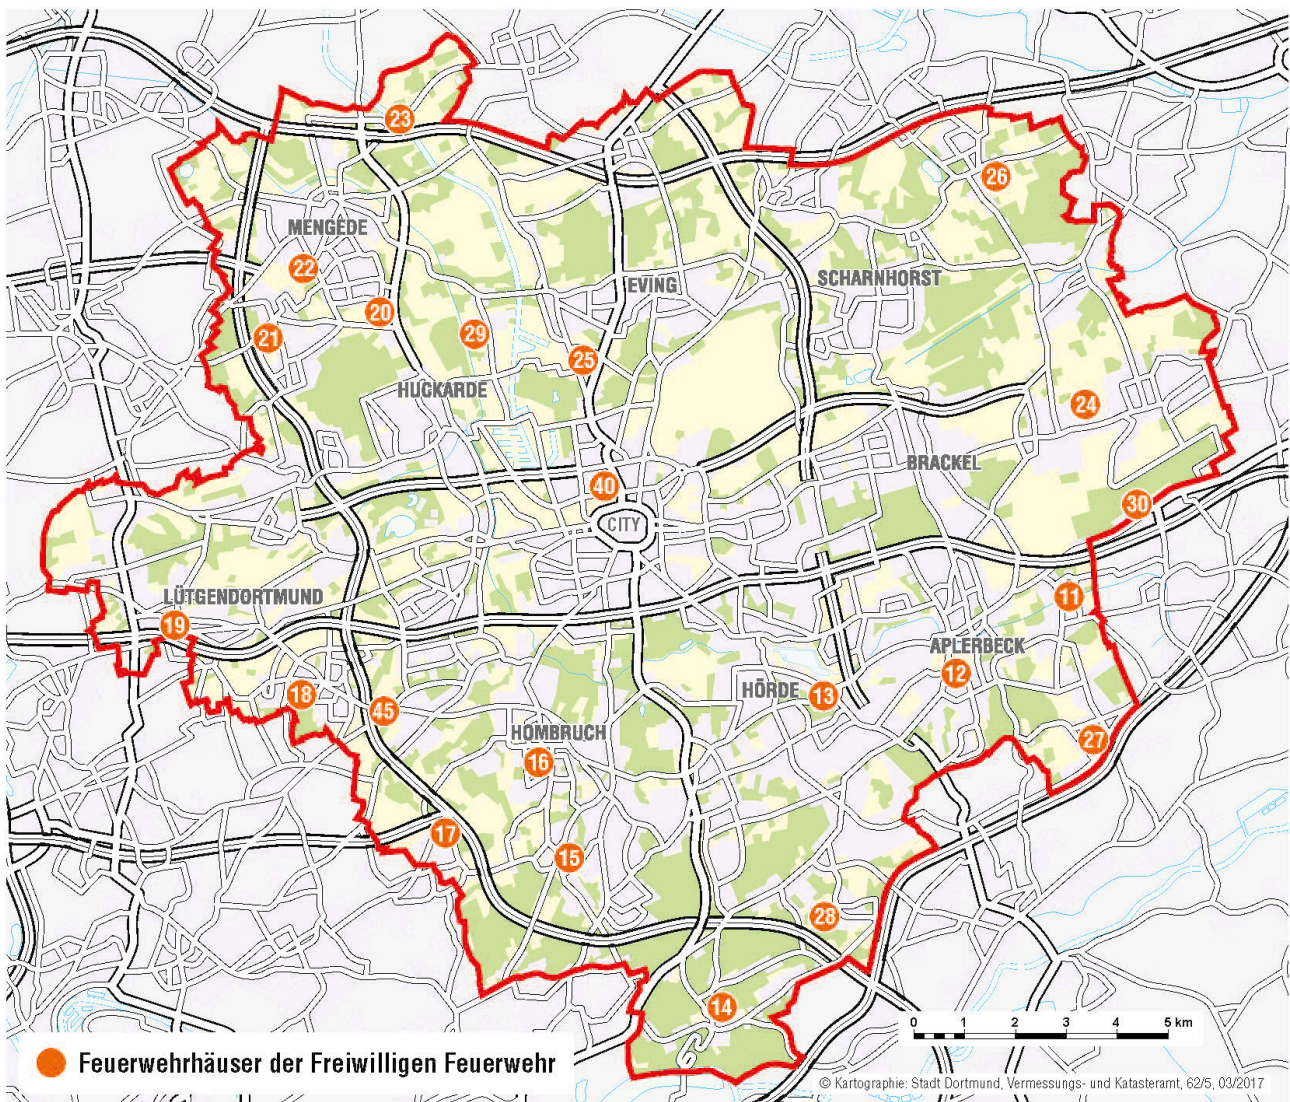 23
26
MENGEDE
22
EVING
SCHARNHORST
20
21
29
25
HUCKARDE
24
BRACKEL
40
30
CITY
LÜTGENDORTMUND
11
19
APLERBECK
12
18
HÖRDE
13
45
HOMBRUCH
27
16
17
15
28
14
0 1 2 3 4 5 km
Feuerwehrhäuser der Freiwilligen Feuerwehr
© Kartographie: Stadt Dortmund, Vermessungs- und Katasteramt, 62/5, 03/2017